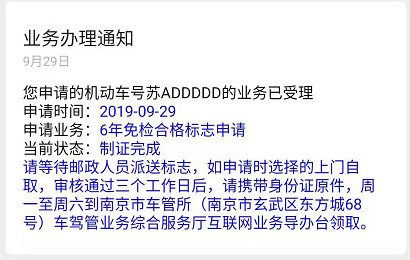 业务办理通知
9月29日
您申请的机动车号苏ADDDDD的业务已受理
申请时间：2019-09-29
申请业务：6年免检合格标志申请
当前状态：制证完成
请等待邮政人员派送标志，如申请时选择的上门自
取，审核通过三个工作日后，请携带身份证原件，周
一至周六到南京市车管所（南京市玄武区东方城68
号）车驾管业务综合服务厅互联网业务导办台领取。